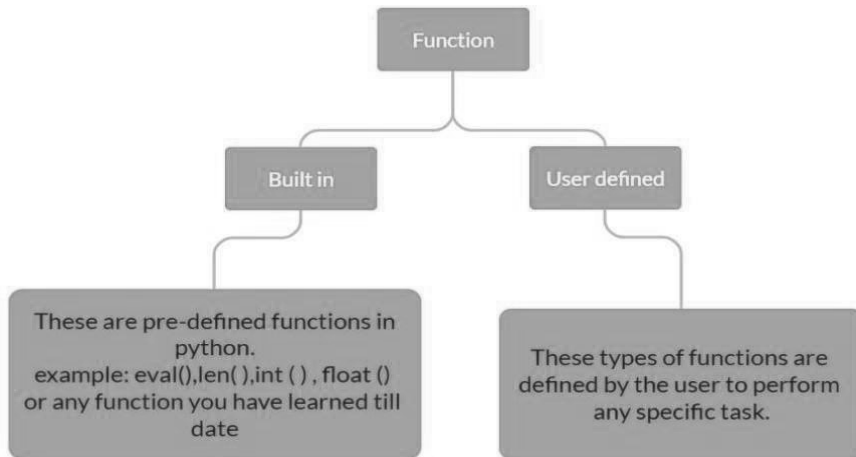 Function
Built in
User defined
These are pre-defined functions in
python.
example: eval(),len( ),int ( ) , float ()
or any function you have learned till
date
These types of functions are
defined by the user to perform
any specific task.